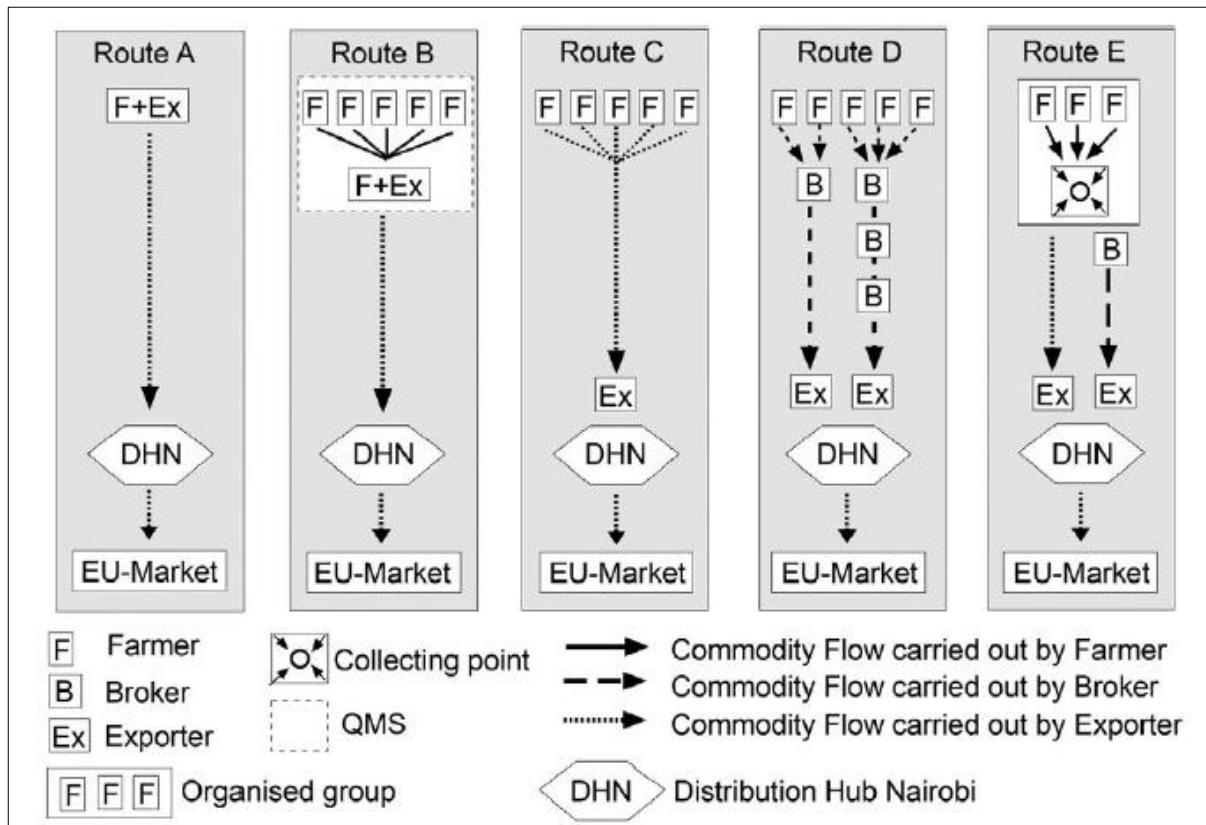 Route A Route B Route C Route D Route E
F+Ex F F F F F F F F F F F F F F F F F F
F+Ex B B O
B B
B
Ex Ex Ex Ex Ex
DHN DHN DHN DHN DHN
EU-Market EU-Market EU-Market EU-Market EU-Market
F Farmer
B Broker
Ex Exporter
F F F Organised group
O Collecting point
QMS
Commodity Flow carried out by Farmer
Commodity Flow carried out by Broker
Commodity Flow carried out by Exporter
DHN Distribution Hub Nairobi